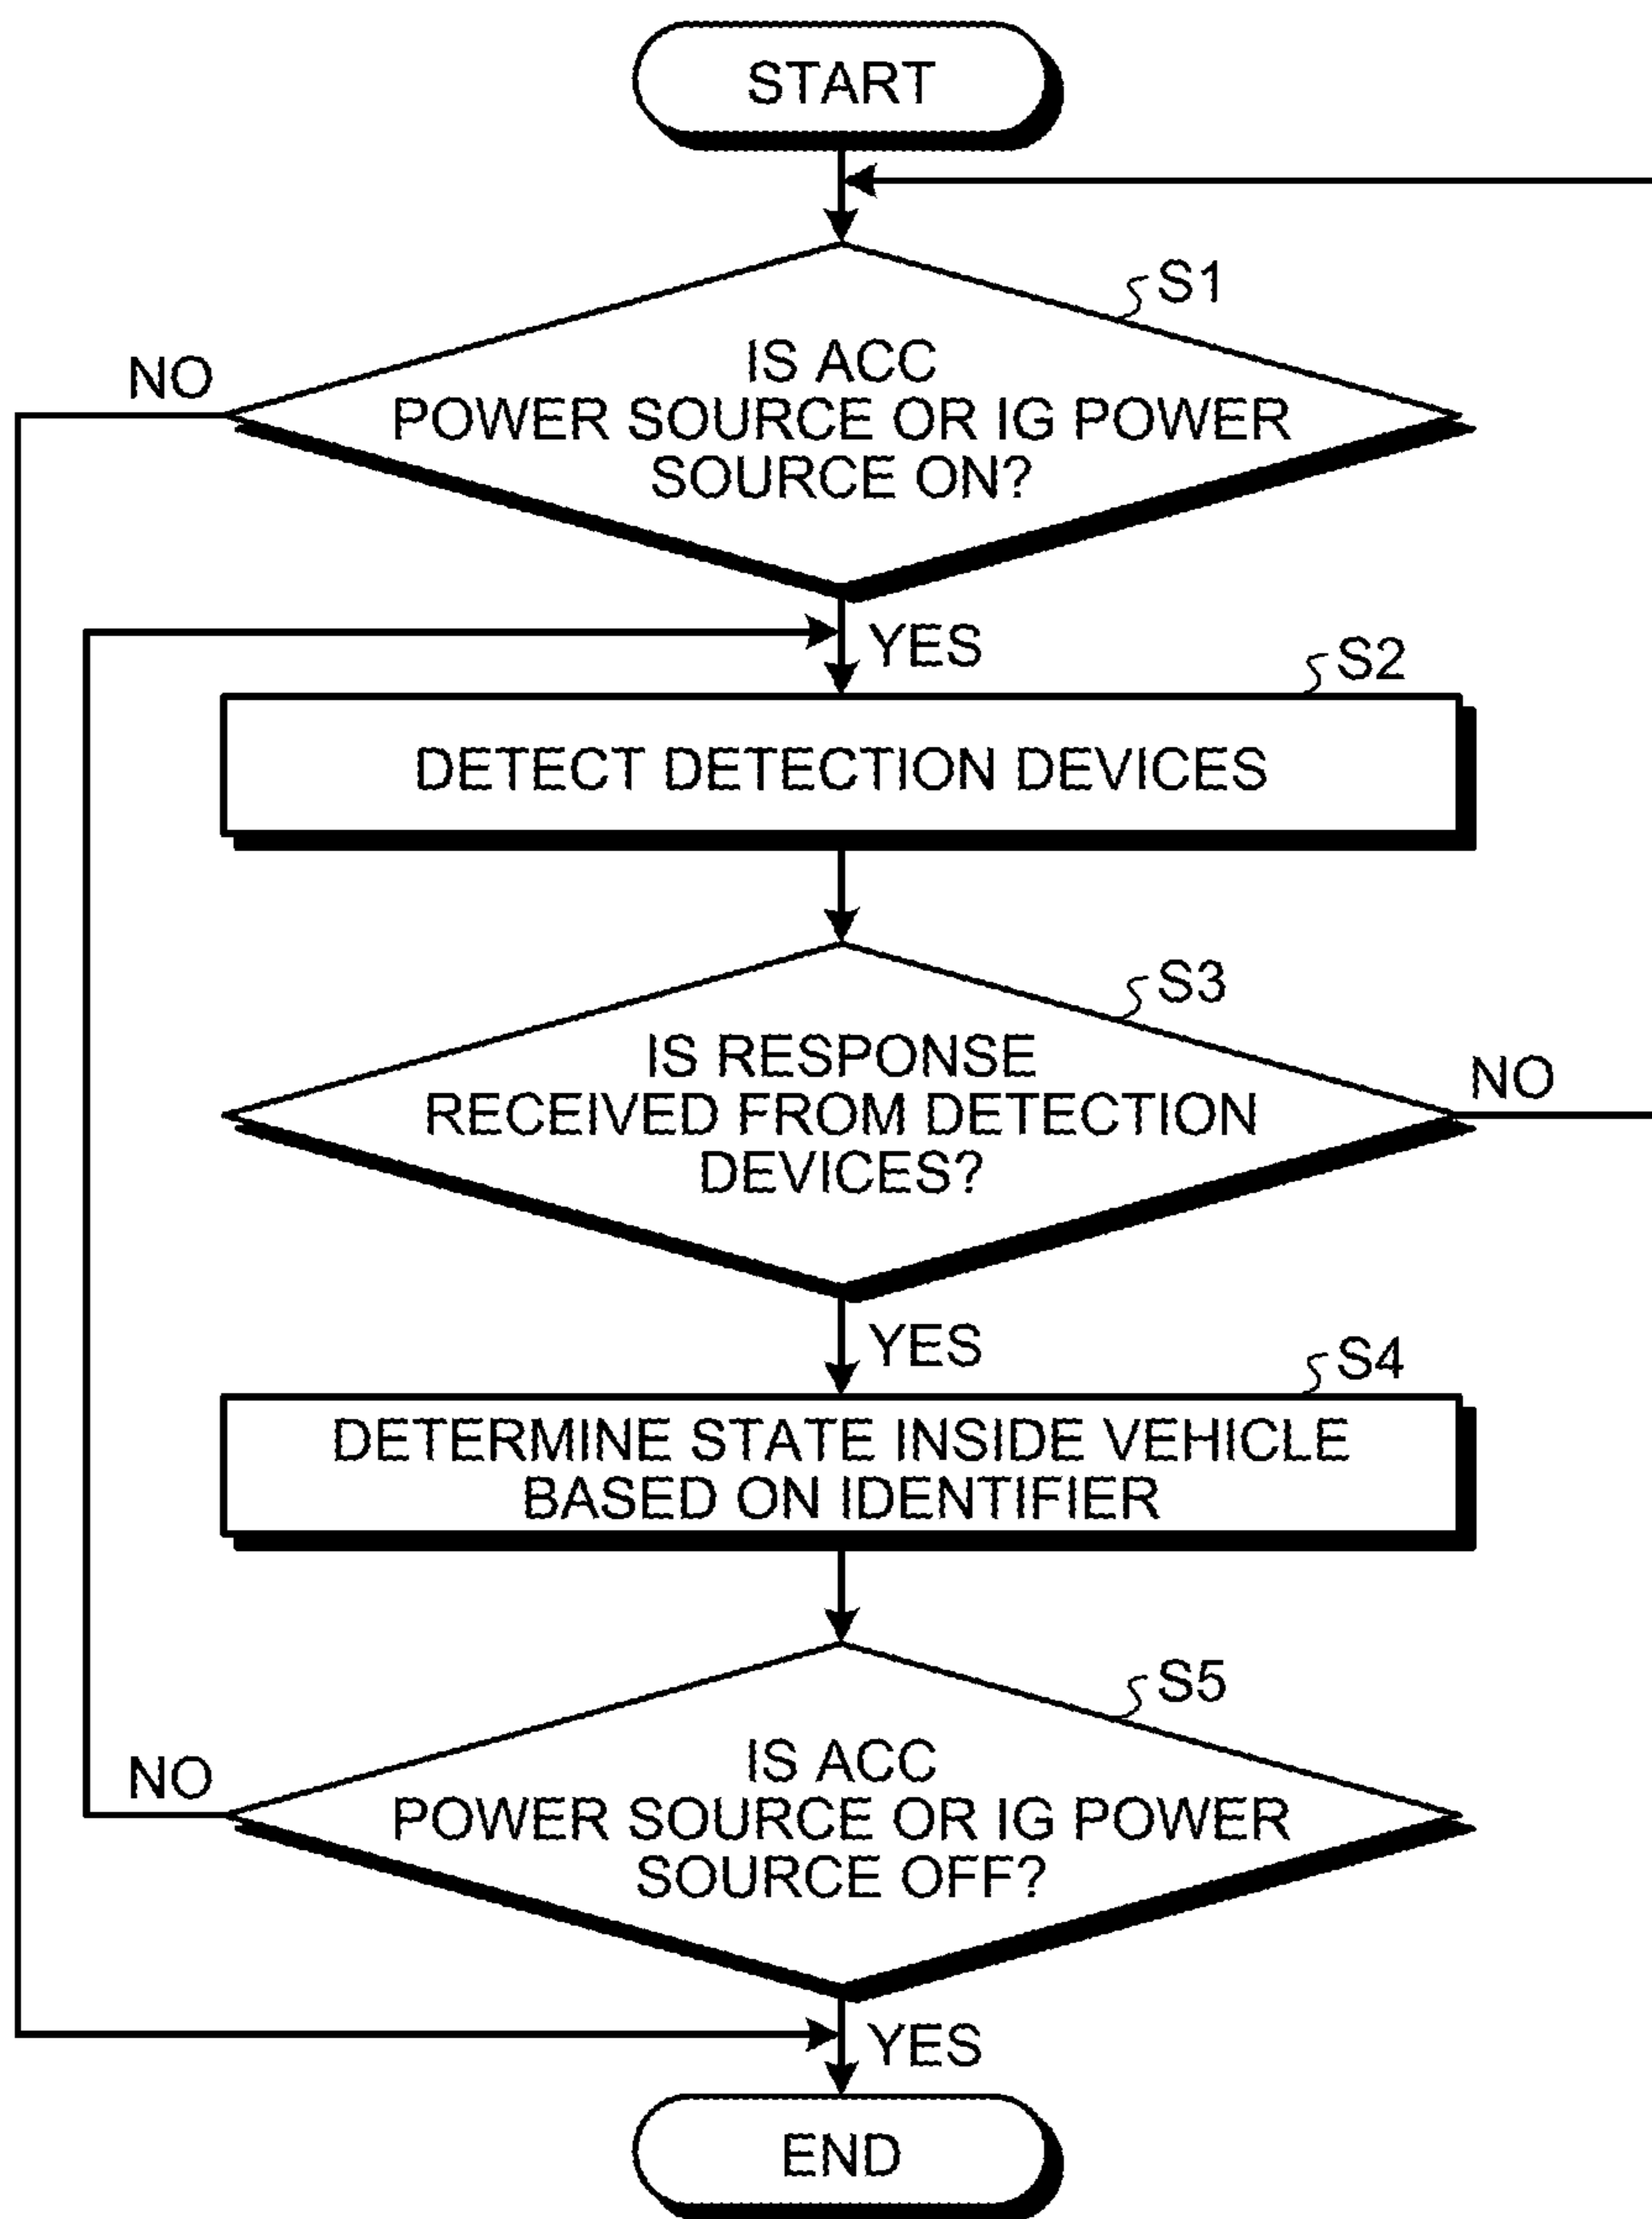 START
S1
IS ACC
POWER SOURCE OR IG POWER
SOURCE ON?
NO
YES
S2
DETECT DETECTION DEVICES
S3
IS RESPONSE
RECEIVED FROM DETECTION
DEVICES?
NO
YES
S4
DETERMINE STATE INSIDE VEHICLE
BASED ON IDENTIFIER
S5
IS ACC
POWER SOURCE OR IG POWER
SOURCE OFF?
NO
YES
END